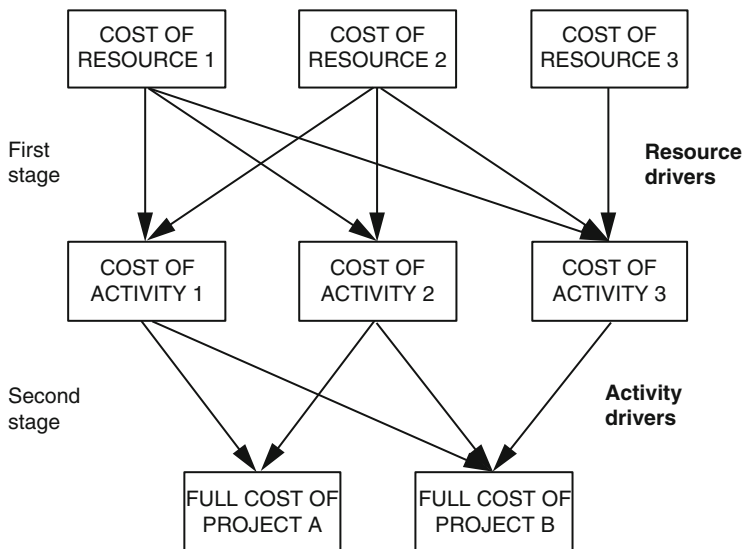 COST OF
RESOURCE 1
COST OF
RESOURCE 2
COST OF
RESOURCE 3
First
stage
Resource
drivers
COST OF
ACTIVITY 1
COST OF
ACTIVITY 2
COST OF
ACTIVITY 3
Second
stage
Activity
drivers
FULL COST OF
PROJECT A
FULL COST OF
PROJECT B